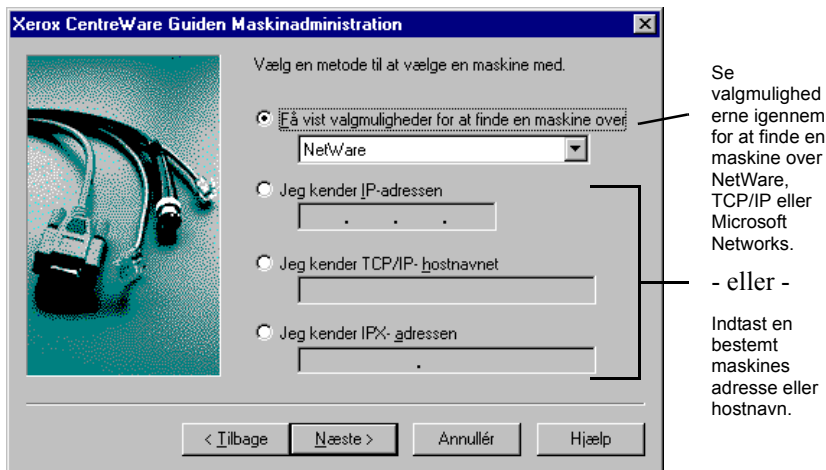 Xerox CentreWare Guiden Maskinadministration
Vælg en metode til at vælge en maskine med.
Få vist valgmuligheder for at finde en maskine over
NetWare
Jeg kender IP-adressen
. . .
Jeg kender TCP/IP- hostnavnet
Jeg kender IPX- adressen
.
< Tilbage
Næste >
Annullér
Hjælp
Se
valgmulighed
erne igennem
for at finde en
maskine over
NetWare,
TCP/IP eller
Microsoft
Networks.
- eller -
Indtast en
bestemt
maskines
adresse eller
hostnavn.